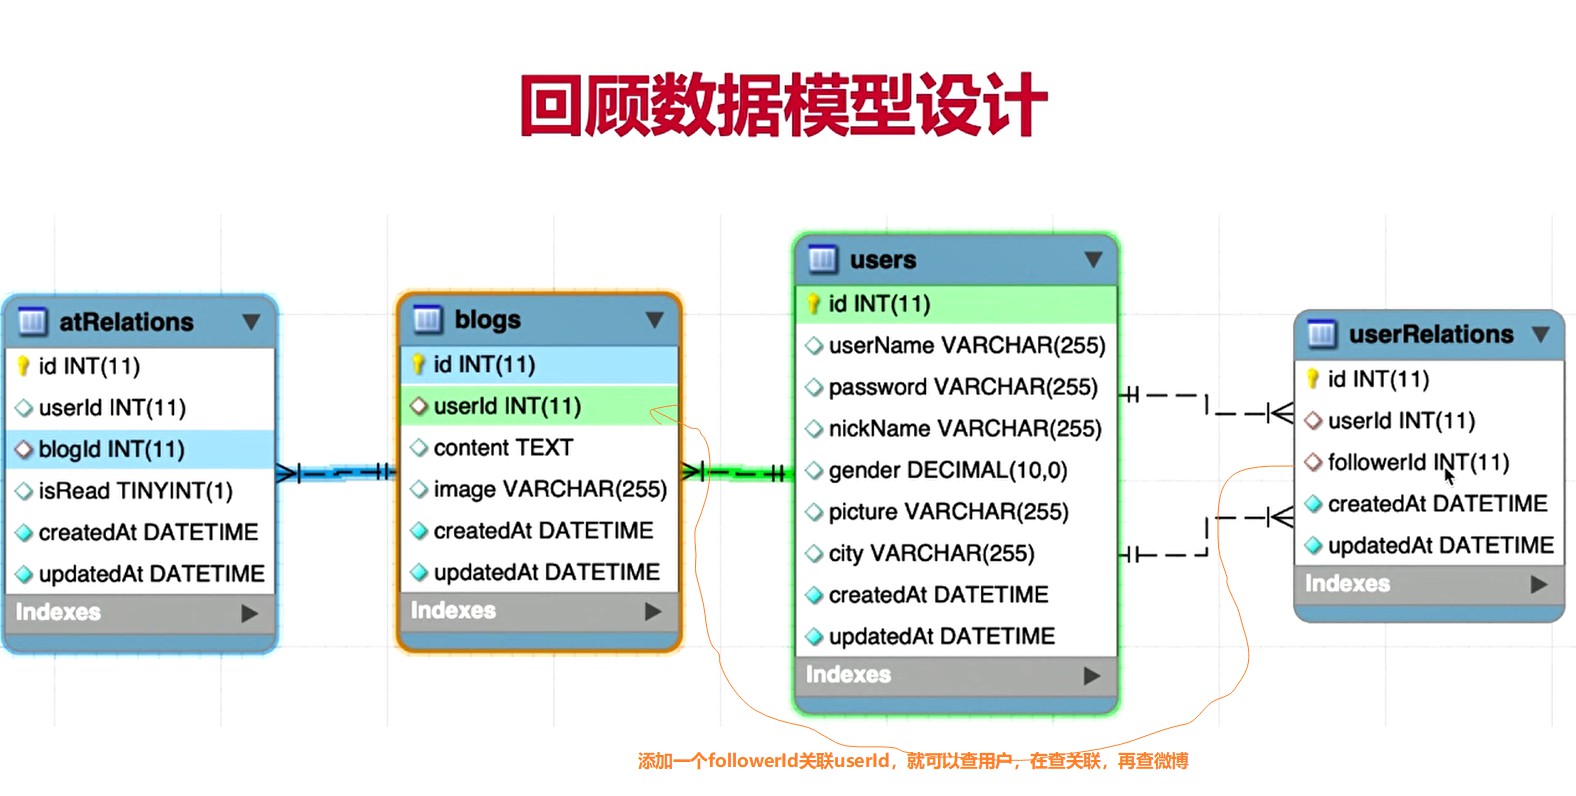 回顾数据模型设计
atRelations
id INT(11)
userId INT(11)
blogId INT(11)
isRead TINYINT(1)
createdAt DATETIME
updatedAt DATETIME
Indexes
blogs
id INT(11)
userId INT(11)
content TEXT
image VARCHAR(255)
createdAt DATETIME
updatedAt DATETIME
Indexes
users
id INT(11)
userName VARCHAR(255)
password VARCHAR(255)
nickName VARCHAR(255)
gender DECIMAL(10,0)
picture VARCHAR(255)
city VARCHAR(255)
createdAt DATETIME
updatedAt DATETIME
Indexes
userRelations
id INT(11)
userId INT(11)
followerId INT(11)
createdAt DATETIME
updatedAt DATETIME
Indexes
添加一个followerId关联userId，就可以查用户，在查关联，再查微博